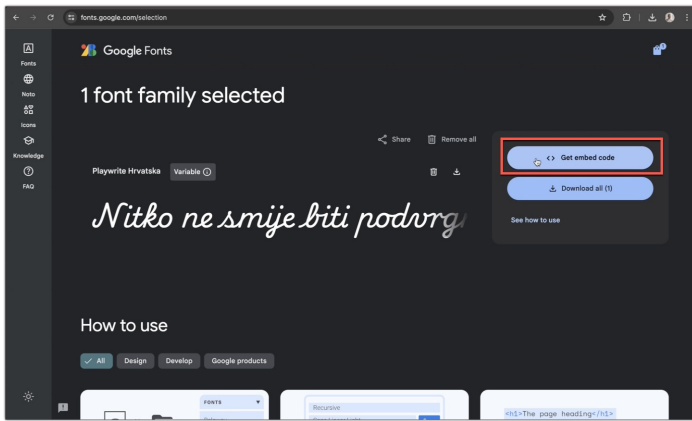 fonts.google.com/selection
Fonts
Noto
Icons
Knowledge
FAQ
Google Fonts
1
1 font family selected
Share
Remove all
Playwrite Hrvatska
Variable
Nitko ne smije biti podvrg
Get embed code
Download all (1)
See how to use
How to use
All
Design
Develop
Google products
FONTS
Recursive
<h1>The page heading</h1>